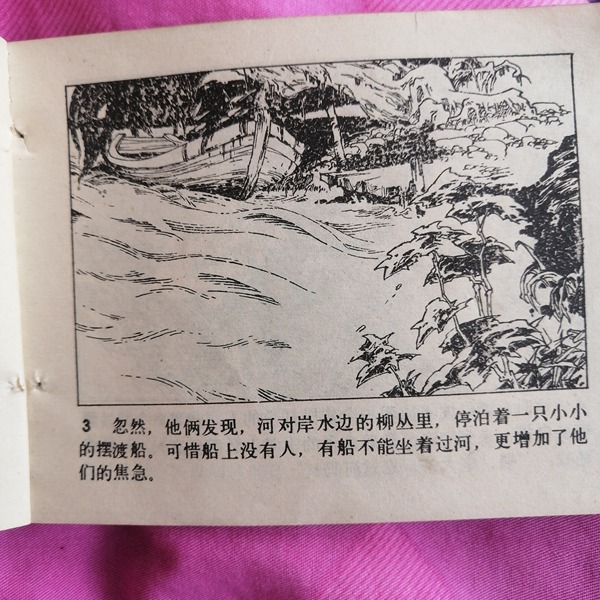 3 忽然，他俩发现，河对岸水边的柳丛里，停泊着一只小小
的摆渡船。可惜船上没有人，有船不能坐着过河，更增加了他
们的焦急。